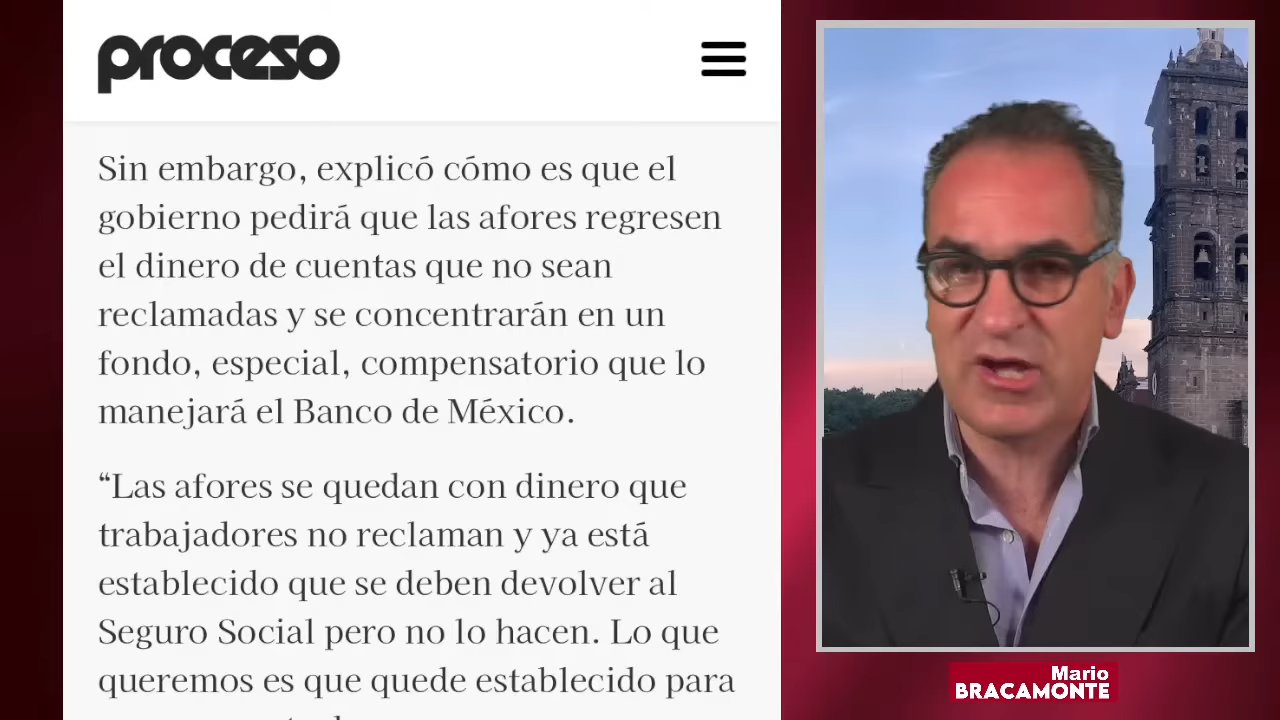 proceso
Sin embargo, explicó cómo es que el
gobierno pedirá que las afores regresen
el dinero de cuentas que no sean
reclamadas y se concentrarán en un
fondo, especial, compensatorio que lo
manejará el Banco de México.
“Las afores se quedan con dinero que
trabajadores no reclaman y ya está
establecido que se deben devolver al
Seguro Social pero no lo hacen. Lo que
queremos es que quede establecido para
Mario
BRACAMONTE